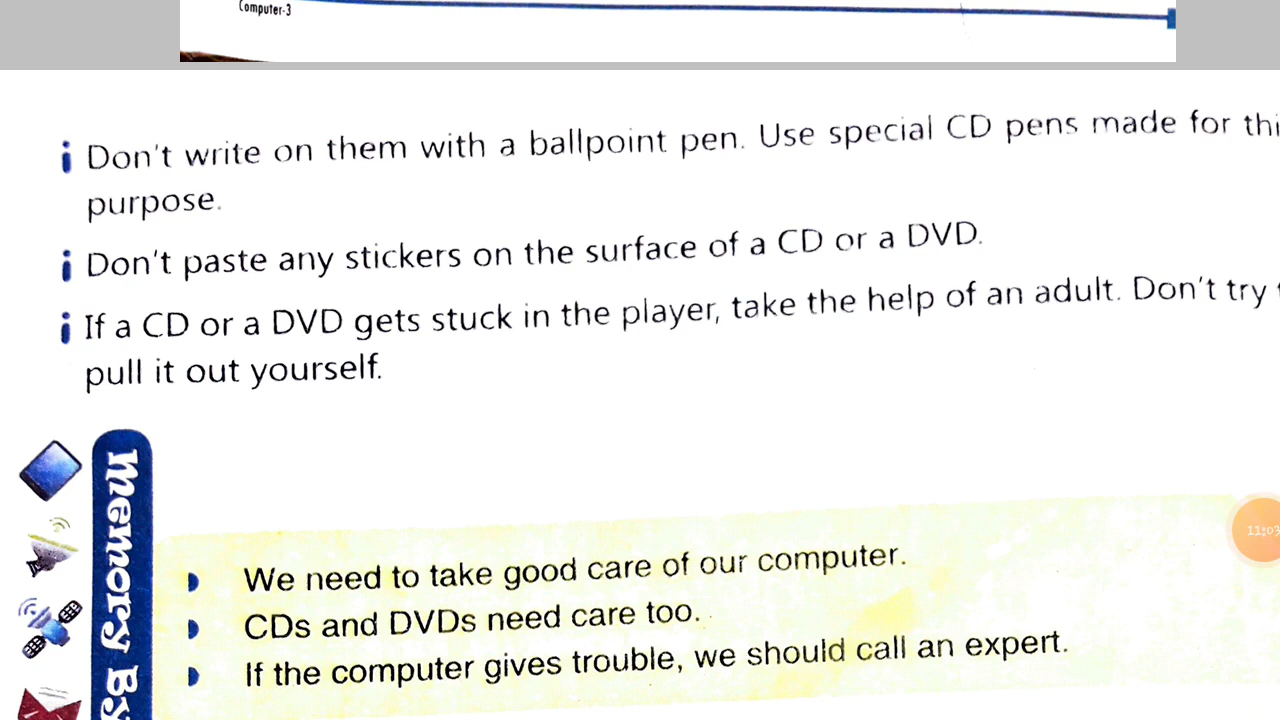 Computer-3
Don't write on them with a ballpoint pen. Use special CD pens made for
purpose.
Don't paste any stickers on the surface of a CD or a DVD.
If a CD or a DVD gets stuck in the player, take the help of an adult. Don't try
pull it out yourself.
Memory
We need to take good care of our computer.
CDs and DVDs need care too.
If the computer gives trouble, we should call an expert.
11:03